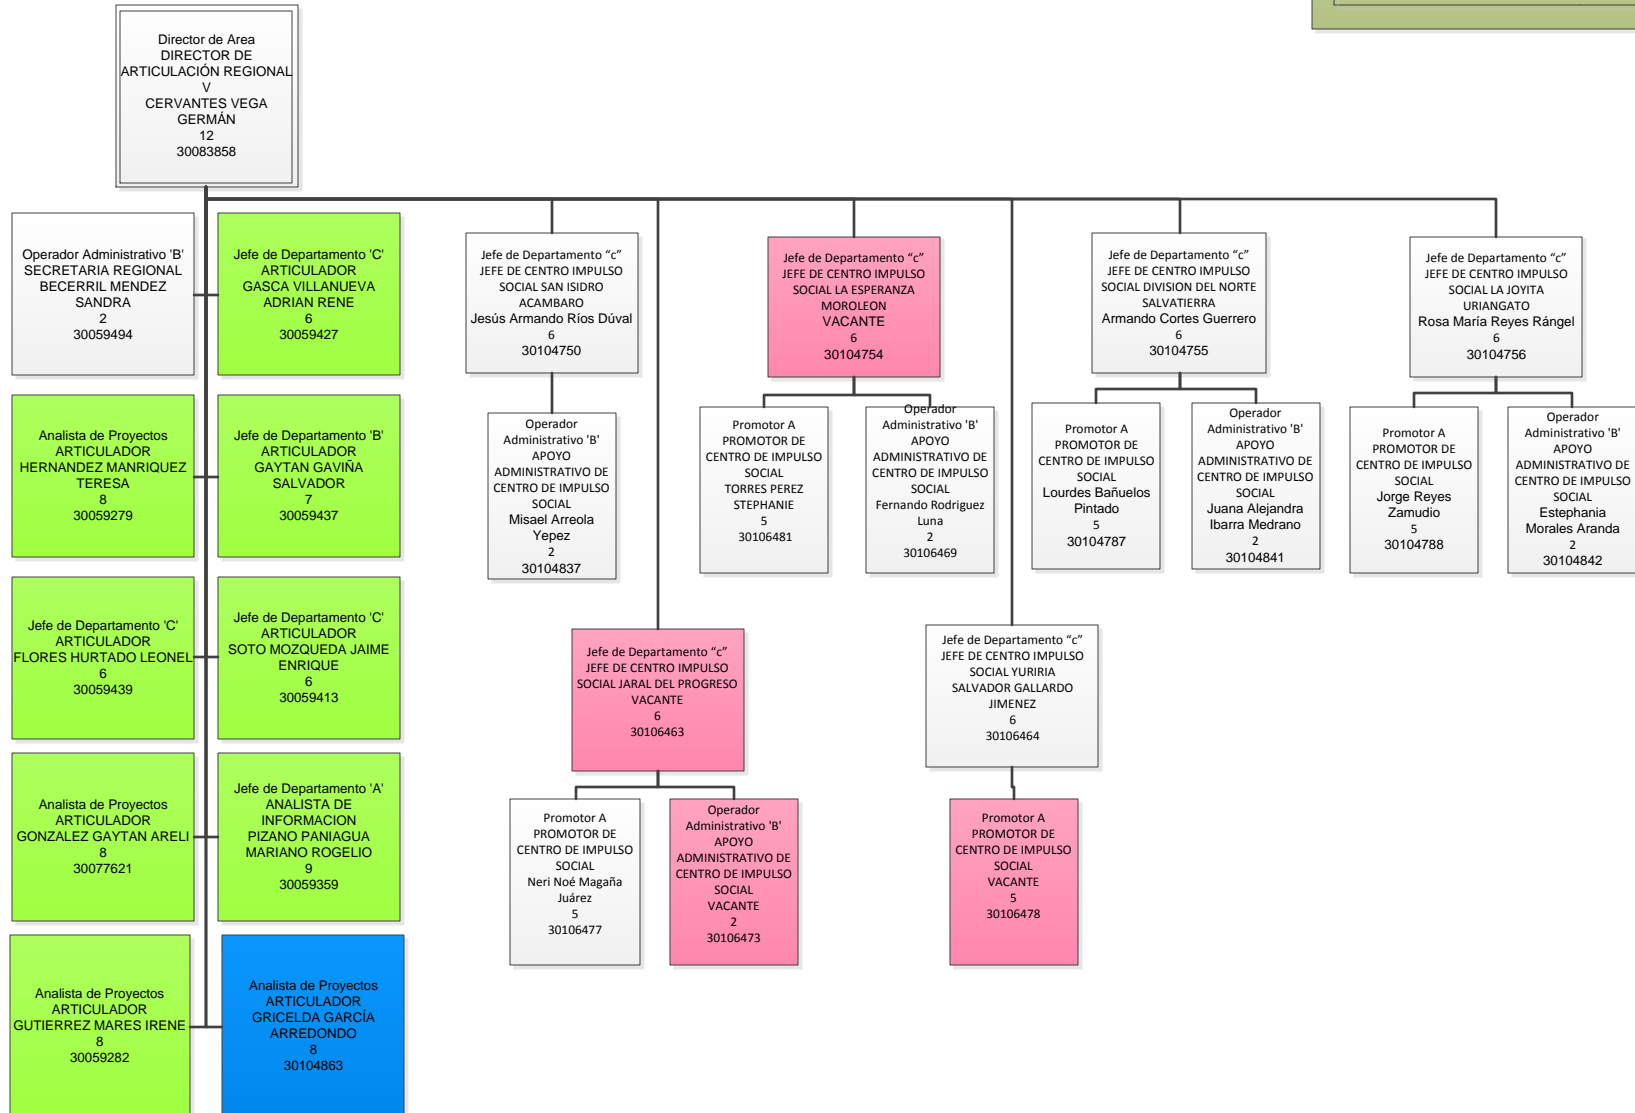 Director de Area
DIRECTOR DE
ARTICULACIÓN REGIONAL
V
CERVANTES VEGA
GERMÁN
12
30083858
Operador Administrativo 'B'
SECRETARIA REGIONAL
BECERRIL MENDEZ
SANDRA
2
30059494
Jefe de Departamento 'C'
ARTICULADOR
GASCA VILLANUEVA
ADRIAN RENE
6
30059427
Analista de Proyectos
ARTICULADOR
HERNANDEZ MANRIQUEZ
TERESA
8
30059279
Jefe de Departamento 'B'
ARTICULADOR
GAYTAN GAVIÑA
SALVADOR
7
30059437
Jefe de Departamento 'C'
ARTICULADOR
FLORES HURTADO LEONEL
6
30059439
Jefe de Departamento 'C'
ARTICULADOR
SOTO MOZQUEDA JAIME
ENRIQUE
6
30059413
Analista de Proyectos
ARTICULADOR
GONZALEZ GAYTAN ARELI
8
30077621
Jefe de Departamento 'A'
ANALISTA DE
INFORMACION
PIZANO PANIAGUA
MARIANO ROGELIO
9
30059359
Analista de Proyectos
ARTICULADOR
GUTIERREZ MARES IRENE
8
30059282
Analista de Proyectos
ARTICULADOR
GRICELDA GARCÍA
ARREDONDO
8
30104863
Jefe de Departamento “c”
JEFE DE CENTRO IMPULSO
SOCIAL SAN ISIDRO
ACAMBARO
Jesús Armando Ríos Dúval
6
30104750
Operador
Administrativo 'B'
APOYO
ADMINISTRATIVO DE
CENTRO DE IMPULSO
SOCIAL
Misael Arreola
Yepez
2
30104837
Jefe de Departamento “c”
JEFE DE CENTRO IMPULSO
SOCIAL LA ESPERANZA
MOROLEON
VACANTE
6
30104754
Promotor A
PROMOTOR DE
CENTRO DE IMPULSO
SOCIAL
TORRES PEREZ
STEPHANIE
5
30106481
Operador
Administrativo 'B'
APOYO
ADMINISTRATIVO DE
CENTRO DE IMPULSO
SOCIAL
Fernando Rodriguez
Luna
2
30106469
Jefe de Departamento “c”
JEFE DE CENTRO IMPULSO
SOCIAL DIVISION DEL NORTE
SALVATIERRA
Armando Cortes Guerrero
6
30104755
Promotor A
PROMOTOR DE
CENTRO DE IMPULSO
SOCIAL
Lourdes Bañuelos
Pintado
5
30104787
Operador
Administrativo 'B'
APOYO
ADMINISTRATIVO DE
CENTRO DE IMPULSO
SOCIAL
Juana Alejandra
Ibarra Medrano
2
30104841
Jefe de Departamento “c”
JEFE DE CENTRO IMPULSO
SOCIAL LA JOYITA
URIANGATO
Rosa María Reyes Rángel
6
30104756
Promotor A
PROMOTOR DE
CENTRO DE IMPULSO
SOCIAL
Jorge Reyes
Zamudio
5
30104788
Operador
Administrativo 'B'
APOYO
ADMINISTRATIVO DE
CENTRO DE IMPULSO
SOCIAL
Estephania
Morales Aranda
2
30104842
Jefe de Departamento “c”
JEFE DE CENTRO IMPULSO
SOCIAL JARAL DEL PROGRESO
VACANTE
6
30106463
Promotor A
PROMOTOR DE
CENTRO DE IMPULSO
SOCIAL
Neri Noé Magaña
Juárez
5
30106477
Operador
Administrativo 'B'
APOYO
ADMINISTRATIVO DE
CENTRO DE IMPULSO
SOCIAL
VACANTE
2
30106473
Jefe de Departamento “c”
JEFE DE CENTRO IMPULSO
SOCIAL YURIRIA
SALVADOR GALLARDO
JIMENEZ
6
30106464
Promotor A
PROMOTOR DE
CENTRO DE IMPULSO
SOCIAL
VACANTE
5
30106478